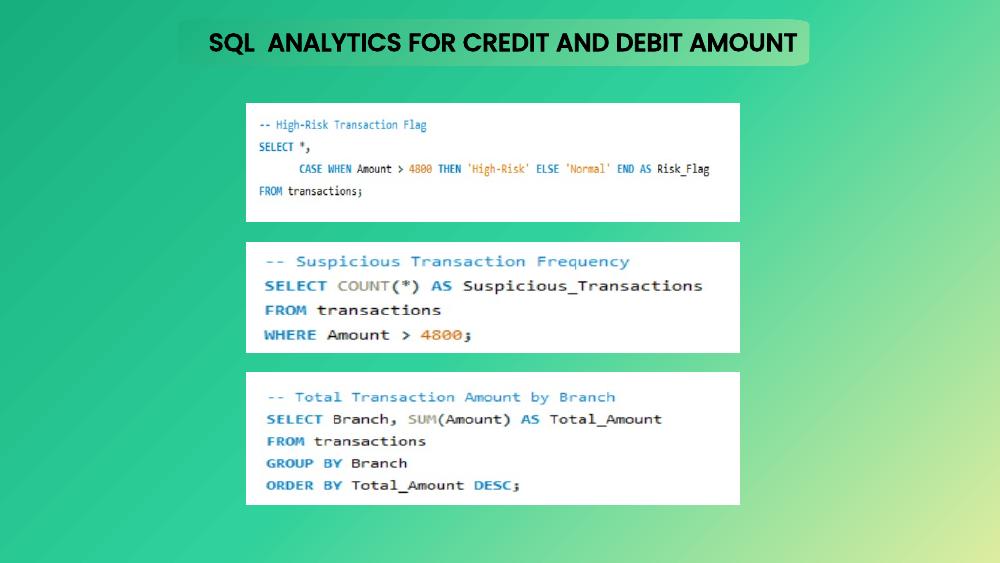 SQL ANALYTICS FOR CREDIT AND DEBIT AMOUNT
-- High-Risk Transaction Flag
SELECT *,
CASE WHEN Amount > 4800 THEN 'High-Risk' ELSE 'Normal' END AS Risk_Flag
FROM transactions;
-- Suspicious Transaction Frequency
SELECT COUNT(*) AS Suspicious_Transactions
FROM transactions
WHERE Amount > 4800;
-- Total Transaction Amount by Branch
SELECT Branch, SUM(Amount) AS Total_Amount
FROM transactions
GROUP BY Branch
ORDER BY Total_Amount DESC;